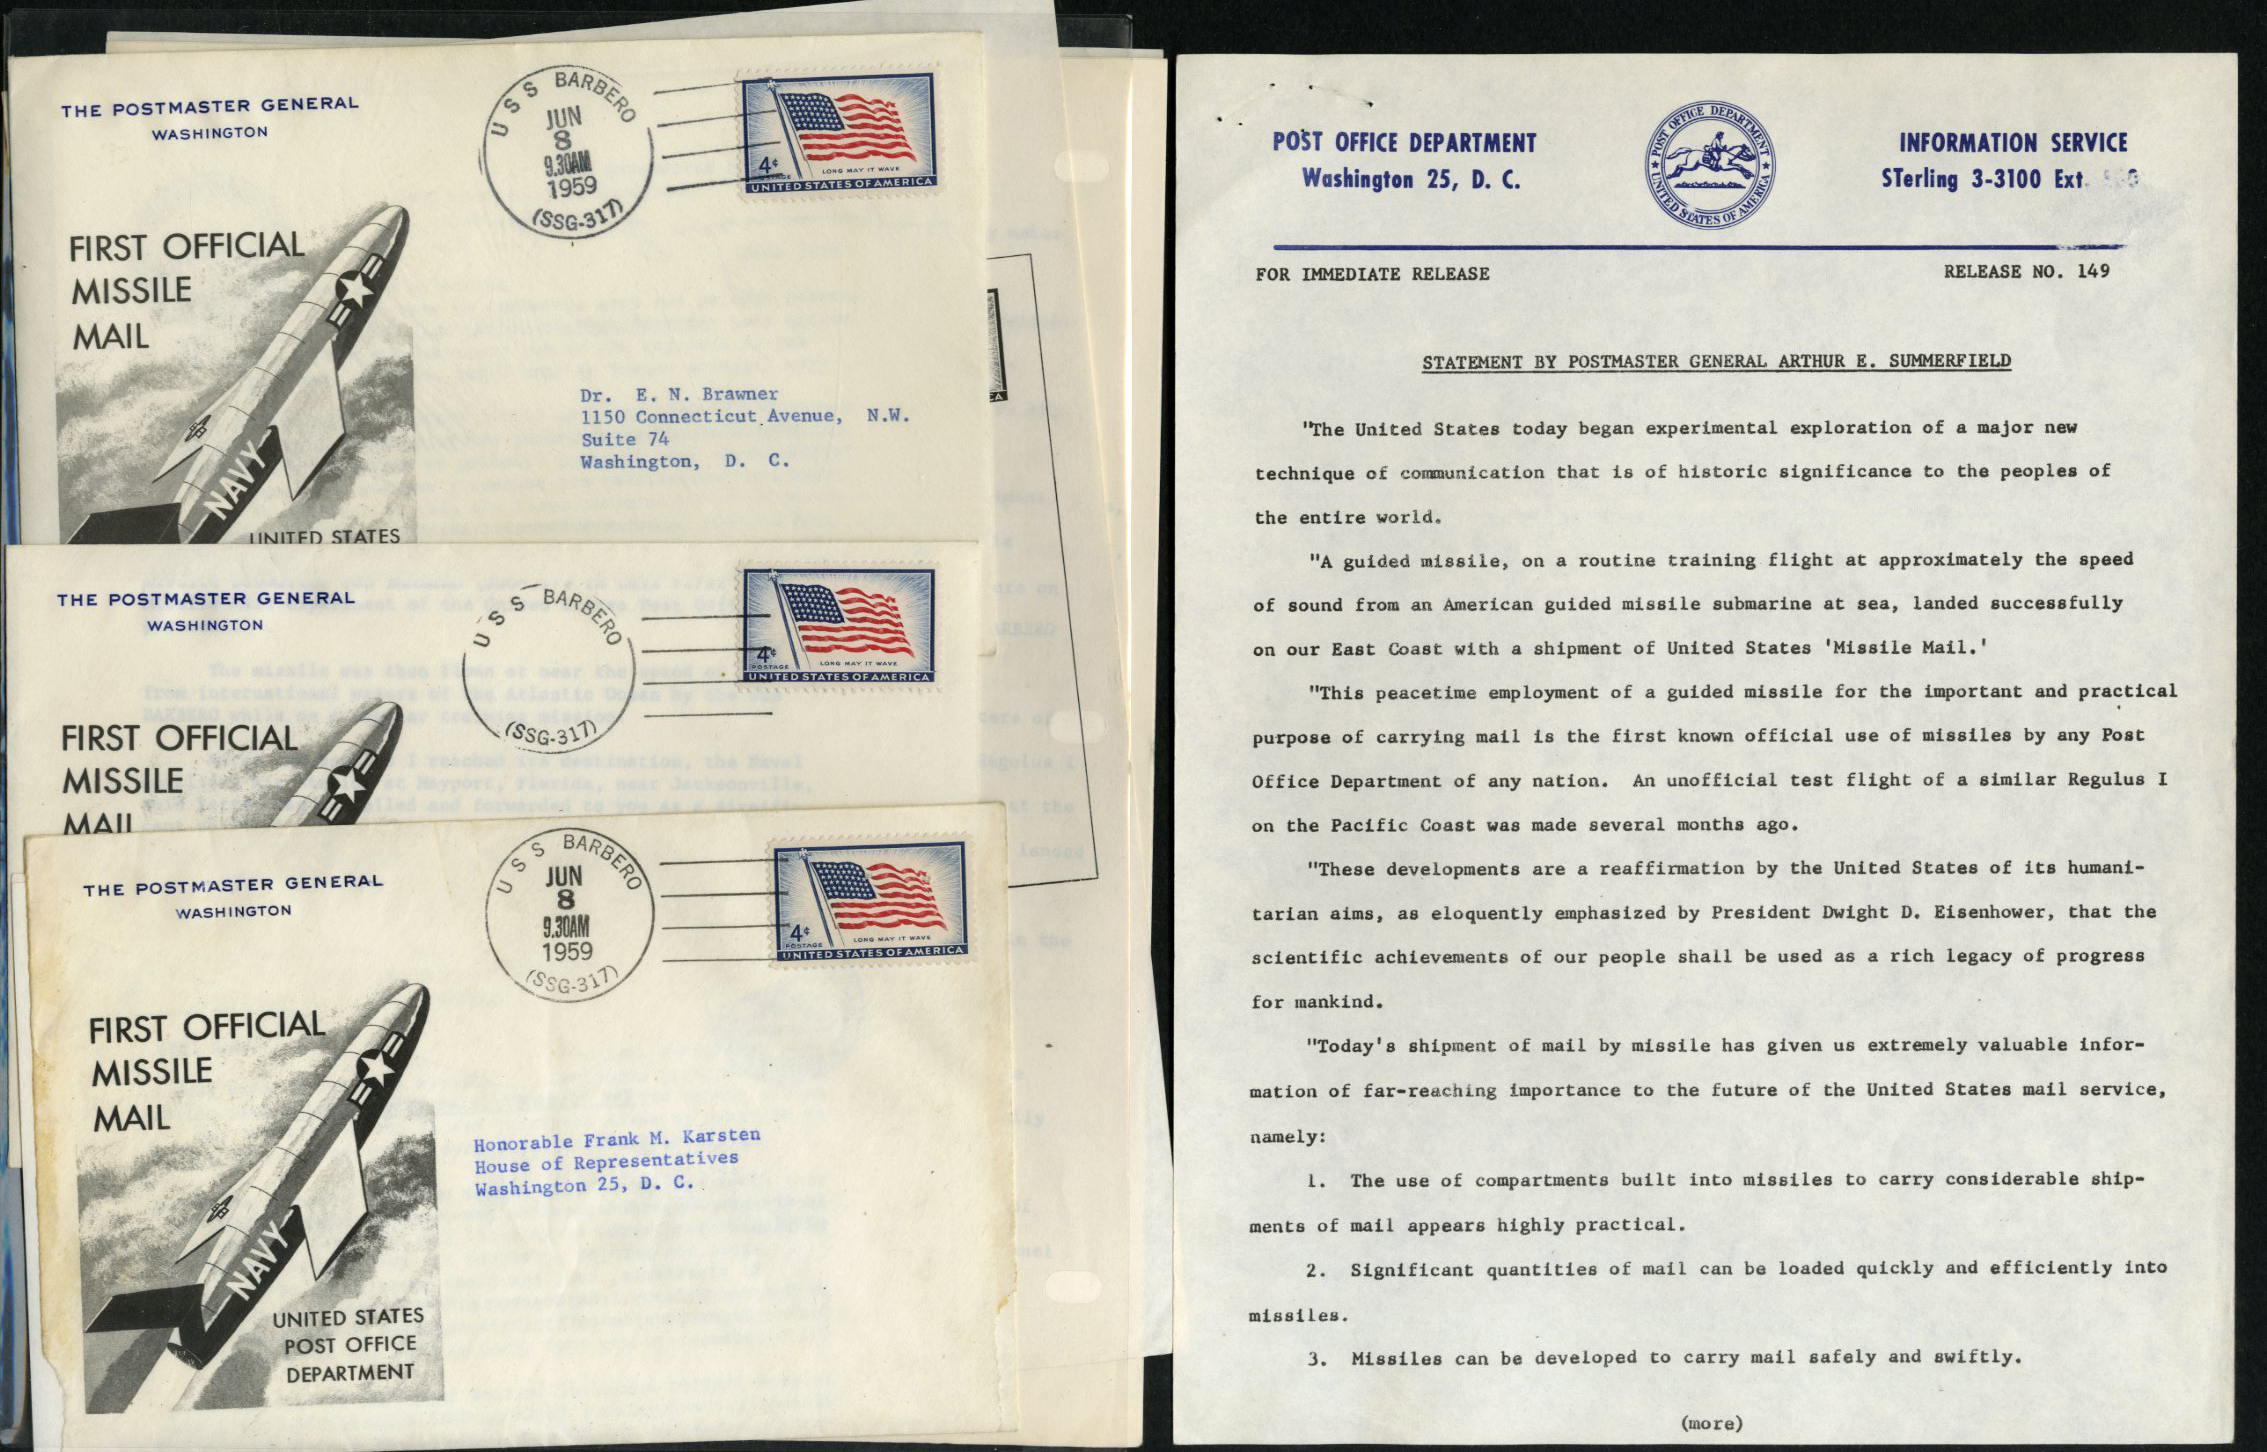 THE POSTMASTER GENERAL
WASHINGTON
USS BARBERO
JUN
8
9.30AM
1959
(SSG-317)
4¢
LONG MAY IT WAVE
UNITED STATES OF AMERICA
FIRST OFFICIAL
MISSILE
MAIL
NAVY
UNITED STATES
Dr. E. N. Brawner
1150 Connecticut Avenue, N.W.
Suite 74
Washington, D. C.
THE POSTMASTER GENERAL
WASHINGTON
USS BARBERO
(SSG-317)
4¢
POSTAGE
LONG MAY IT WAVE
UNITED STATES OF AMERICA
FIRST OFFICIAL
MISSILE
MAIL
THE POSTMASTER GENERAL
WASHINGTON
USS BARBERO
JUN
8
9.30AM
1959
(SSG-317)
4¢
POSTAGE
LONG MAY IT WAVE
UNITED STATES OF AMERICA
FIRST OFFICIAL
MISSILE
MAIL
NAVY
UNITED STATES
POST OFFICE
DEPARTMENT
Honorable Frank M. Karsten
House of Representatives
Washington 25, D. C.
POST OFFICE DEPARTMENT
Washington 25, D. C.
POST OFFICE DEPARTMENT
UNITED STATES OF AMERICA
INFORMATION SERVICE
STerling 3-3100 Ext.
FOR IMMEDIATE RELEASE
RELEASE NO. 149
STATEMENT BY POSTMASTER GENERAL ARTHUR E. SUMMERFIELD
"The United States today began experimental exploration of a major new
technique of communication that is of historic significance to the peoples of
the entire world.
"A guided missile, on a routine training flight at approximately the speed
of sound from an American guided missile submarine at sea, landed successfully
on our East Coast with a shipment of United States 'Missile Mail.'
"This peacetime employment of a guided missile for the important and practical
purpose of carrying mail is the first known official use of missiles by any Post
Office Department of any nation. An unofficial test flight of a similar Regulus I
on the Pacific Coast was made several months ago.
"These developments are a reaffirmation by the United States of its humani-
tarian aims, as eloquently emphasized by President Dwight D. Eisenhower, that the
scientific achievements of our people shall be used as a rich legacy of progress
for mankind.
"Today's shipment of mail by missile has given us extremely valuable infor-
mation of far-reaching importance to the future of the United States mail service,
namely:
1. The use of compartments built into missiles to carry considerable ship-
ments of mail appears highly practical.
2. Significant quantities of mail can be loaded quickly and efficiently into
missiles.
3. Missiles can be developed to carry mail safely and swiftly.
(more)